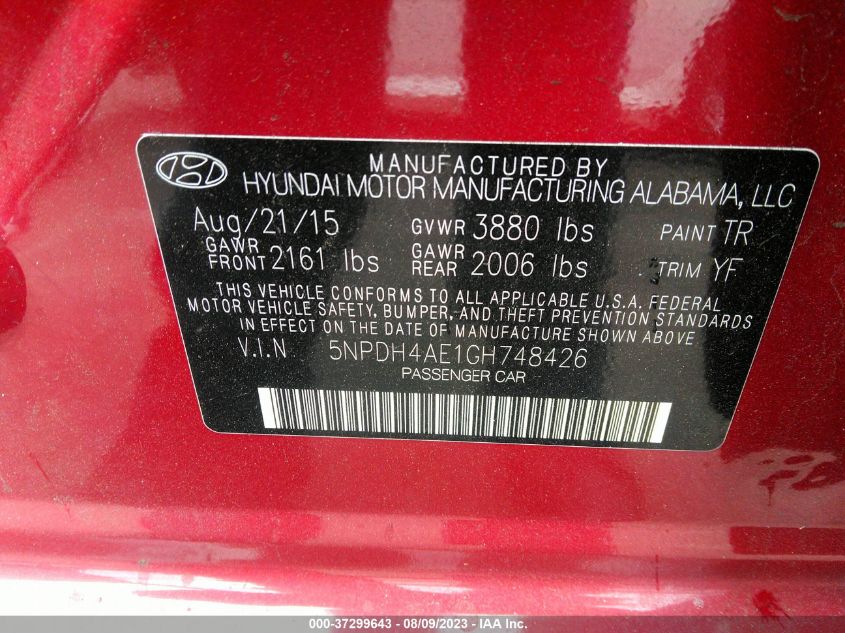 MANUFACTURED BY
HYUNDAI MOTOR MANUFACTURING ALABAMA, LLC
Aug/21/15 GVWR 3880 lbs PAINT TR
GAWR FRONT 2161 lbs GAWR REAR 2006 lbs TRIM YF
THIS VEHICLE CONFORMS TO ALL APPLICABLE U.S.A. FEDERAL
MOTOR VEHICLE SAFETY, BUMPER, AND THEFT PREVENTION STANDARDS
IN EFFECT ON THE DATE OF MANUFACTURE SHOWN ABOVE
V.I.N 5NPDH4AE1GH748426
PASSENGER CAR
000-37299643 - 08/09/2023 - IAA Inc.